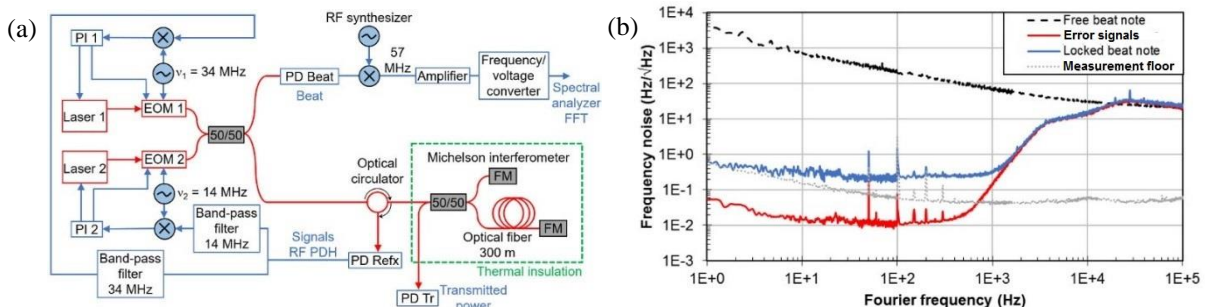 (a)
RF synthesizer
PI 1
ν₁ = 34 MHz
57
MHz
PD Beat
Beat
Amplifier
Frequency/
voltage
converter
Spectral
analyzer
FFT
Laser 1
EOM 1
50/50
Laser 2
EOM 2
ν₂ = 14 MHz
PI 2
Band-pass
filter
14 MHz
Band-pass
filter
34 MHz
Signals
RF PDH
Optical
circulator
PD Refx
Michelson interferometer
FM
50/50
FM
Optical fiber
300 m
Thermal insulation
PD Tr
Transmitted
power
(b)
Frequency noise (Hz/√Hz)
1E+4
1E+3
1E+2
1E+1
1E+0
1E-1
1E-2
1E-3
Free beat note
Error signals
Locked beat note
Measurement floor
1E+0
1E+1
1E+2
1E+3
1E+4
1E+5
Fourier frequency (Hz)